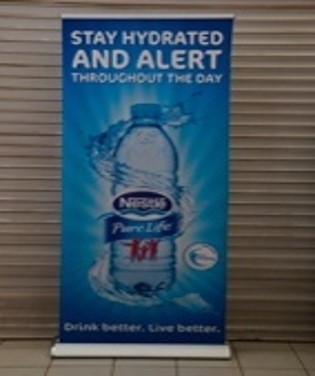 STAY HYDRATED
AND ALERT
THROUGHOUT THE DAY
Nestlé
Pure Life
Drink better. Live better.